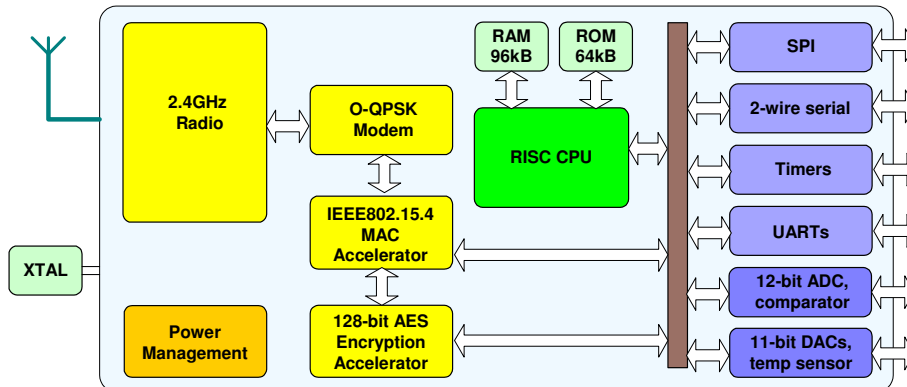 RAM
96kB
ROM
64kB
SPI
2.4GHz
Radio
O-QPSK
Modem
2-wire serial
RISC CPU
Timers
IEEE802.15.4
MAC
Accelerator
UARTs
XTAL
12-bit ADC,
comparator
Power
Management
128-bit AES
Encryption
Accelerator
11-bit DACs,
temp sensor